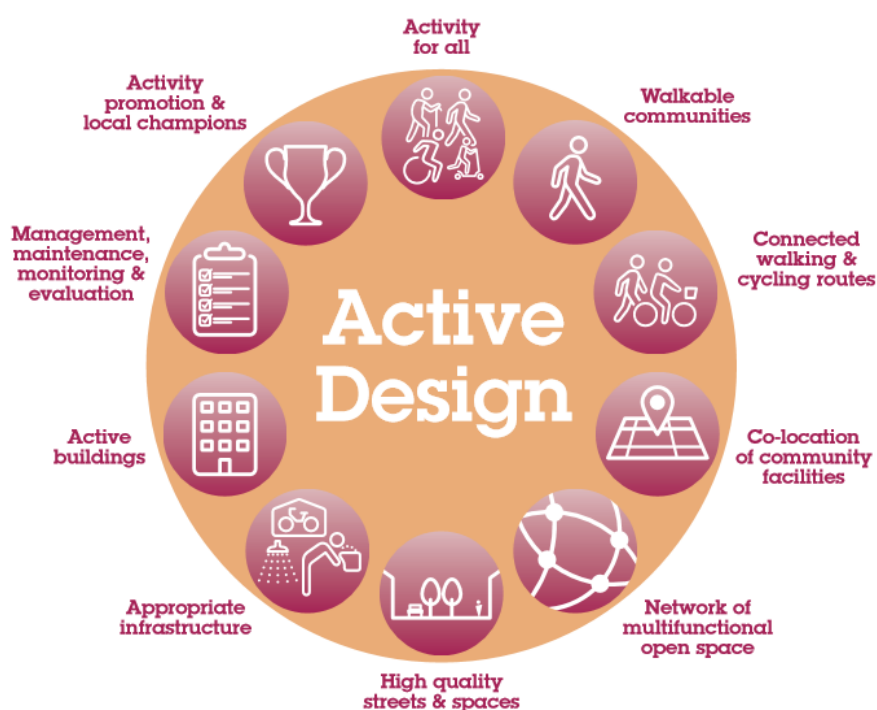 Activity
for all
Walkable
communities
Connected
walking &
cycling routes
Co-location
of community
facilities
Network of
multifunctional
open space
High quality
streets & spaces
Appropriate
infrastructure
Active
buildings
Management,
maintenance,
monitoring &
evaluation
Activity
promotion &
local champions
Active
Design